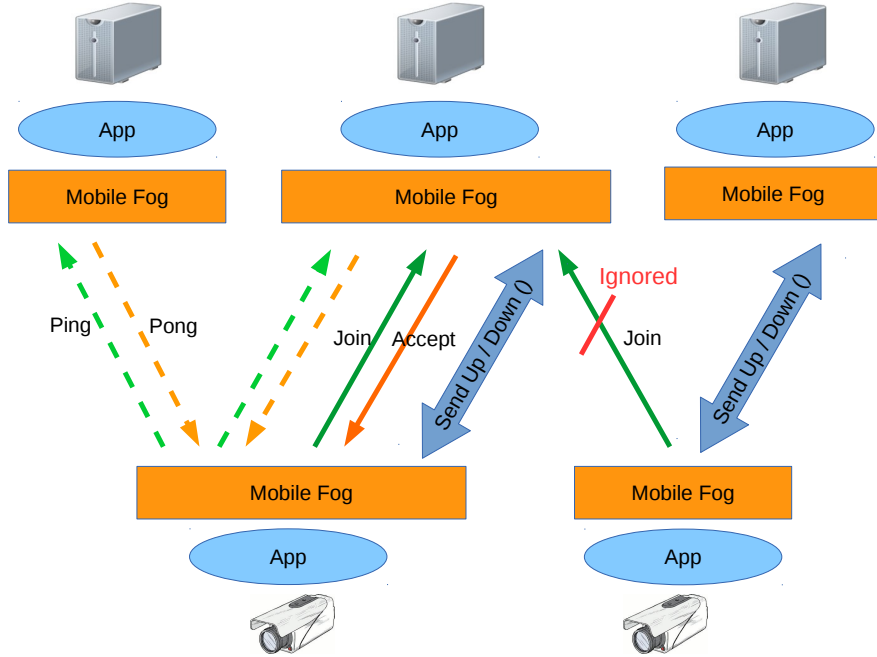 App
App
App
Mobile Fog
Mobile Fog
Mobile Fog
Ignored
Ping
Pong
Join
Accept
Send Up / Down ()
Join
Send Up / Down ()
Mobile Fog
Mobile Fog
App
App